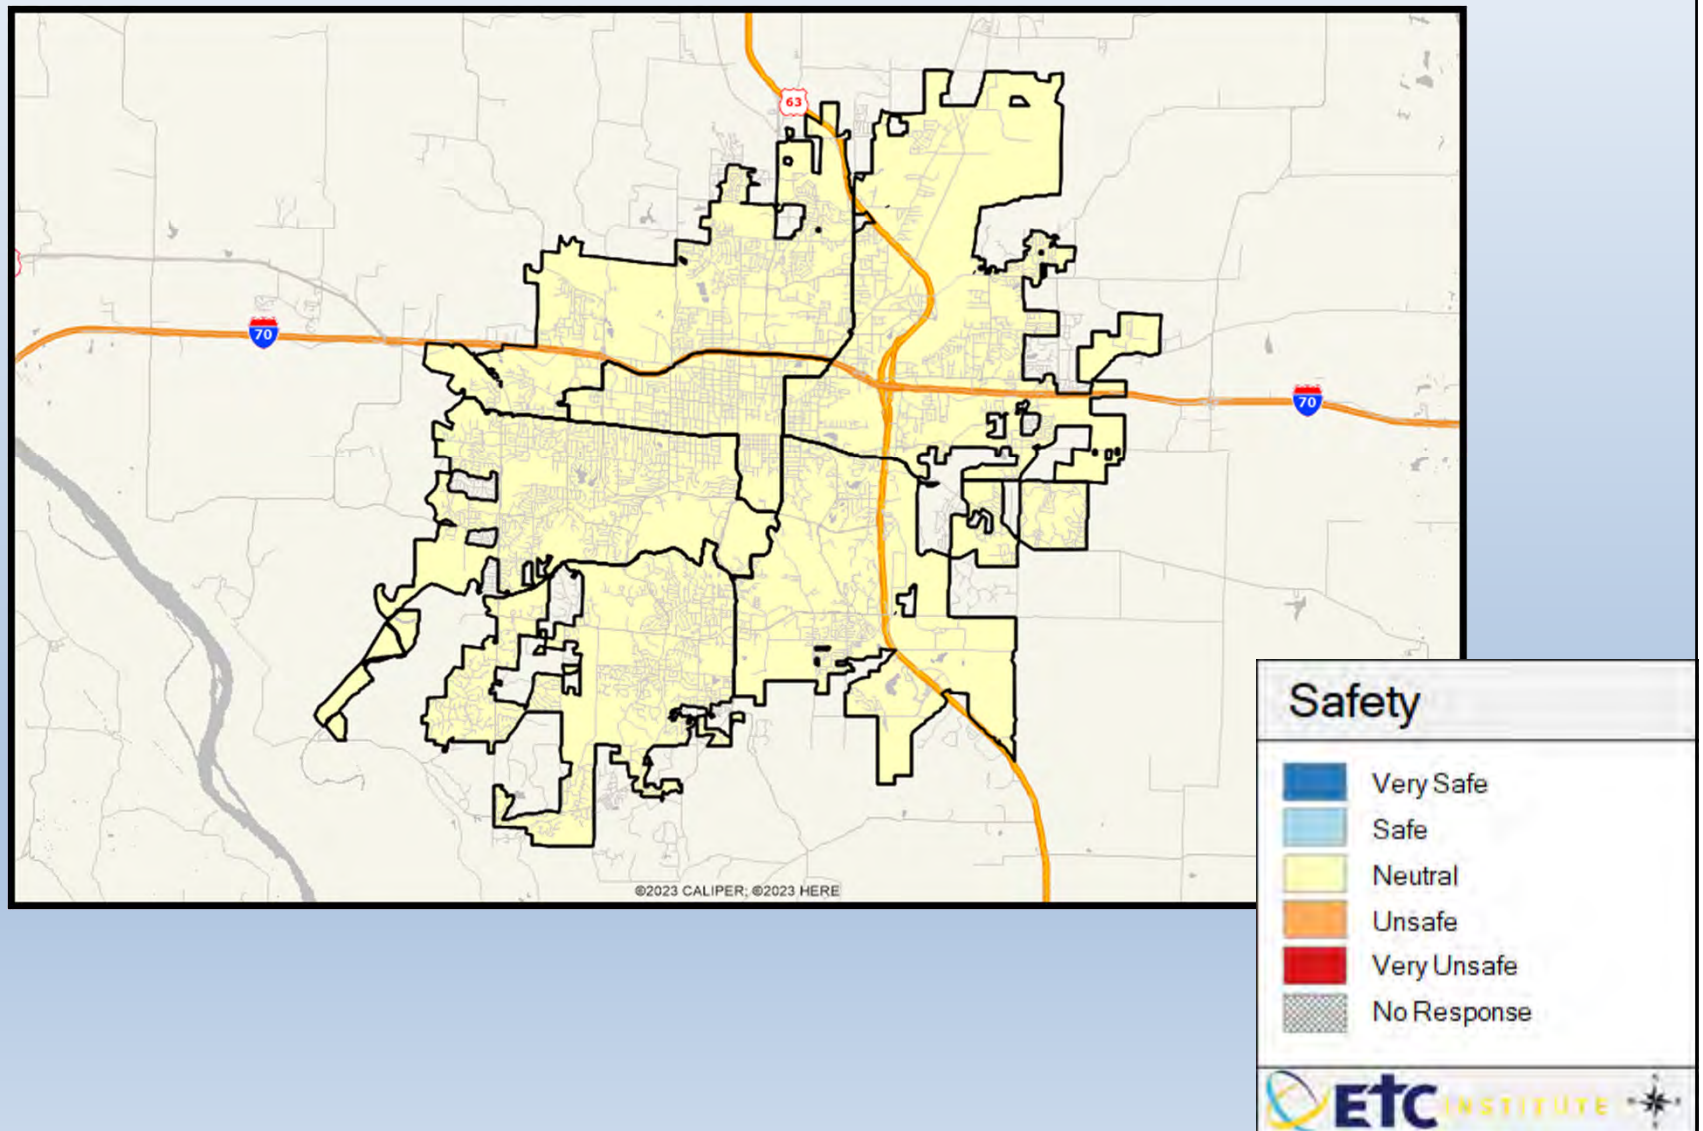 63
70
70
©2023 CALIPER; ©2023 HERE
Safety
Very Safe
Safe
Neutral
Unsafe
Very Unsafe
No Response
ETC INSTITUTE